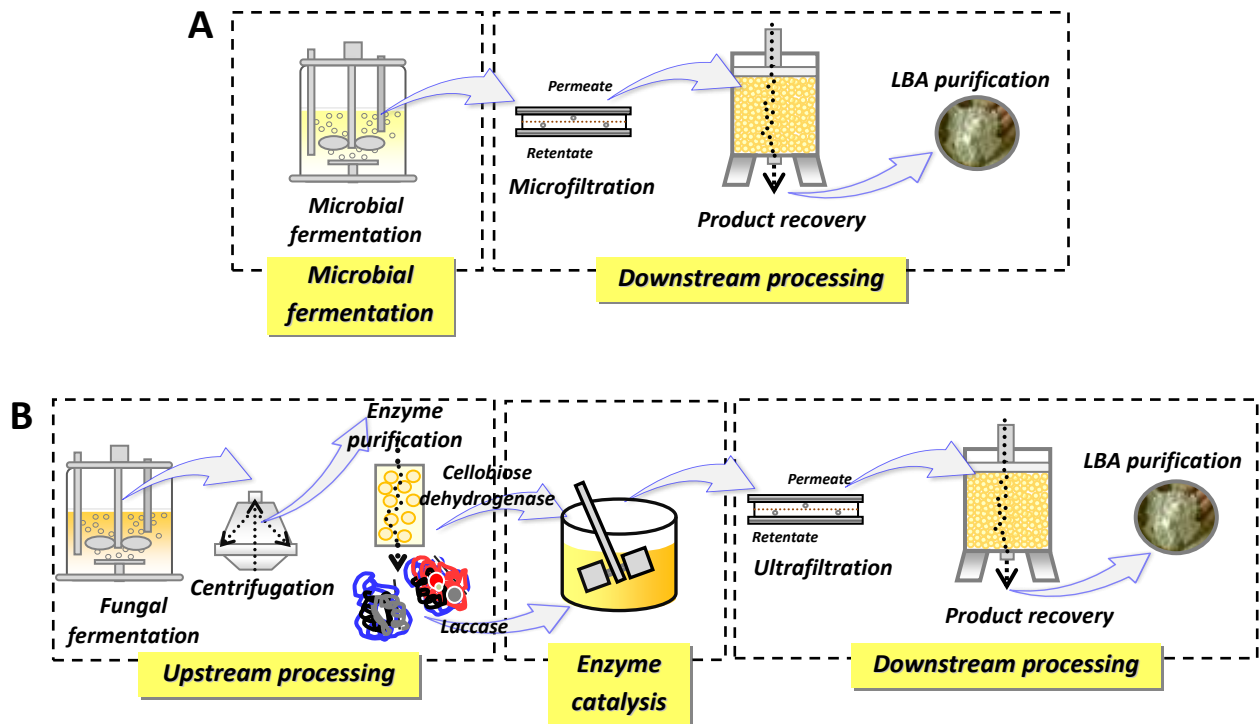 A
Microbial
fermentation
Microbial
fermentation
Permeate
Retentate
Microfiltration
Product recovery
LBA purification
Downstream processing
B
Fungal
fermentation
Centrifugation
Enzyme
purification
Cellobiose
dehydrogenase
Laccase
Upstream processing
Enzyme
catalysis
Permeate
Retentate
Ultrafiltration
Product recovery
LBA purification
Downstream processing